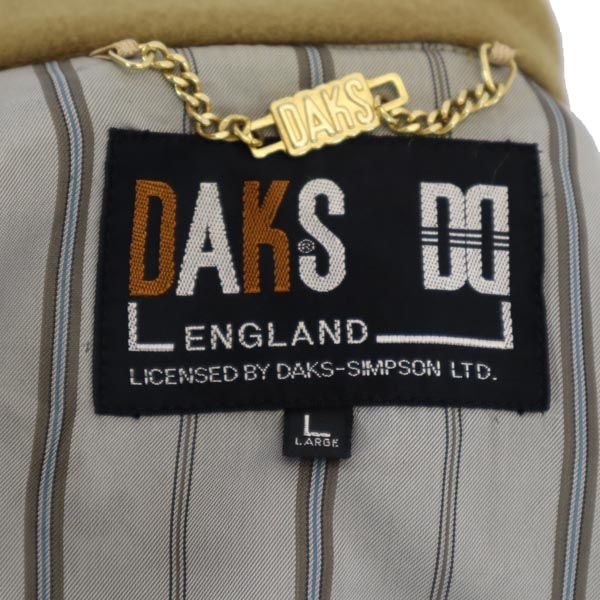 DAKS
DAKS® DD
ENGLAND
LICENSED BY DAKS-SIMPSON LTD.
L
LARGE